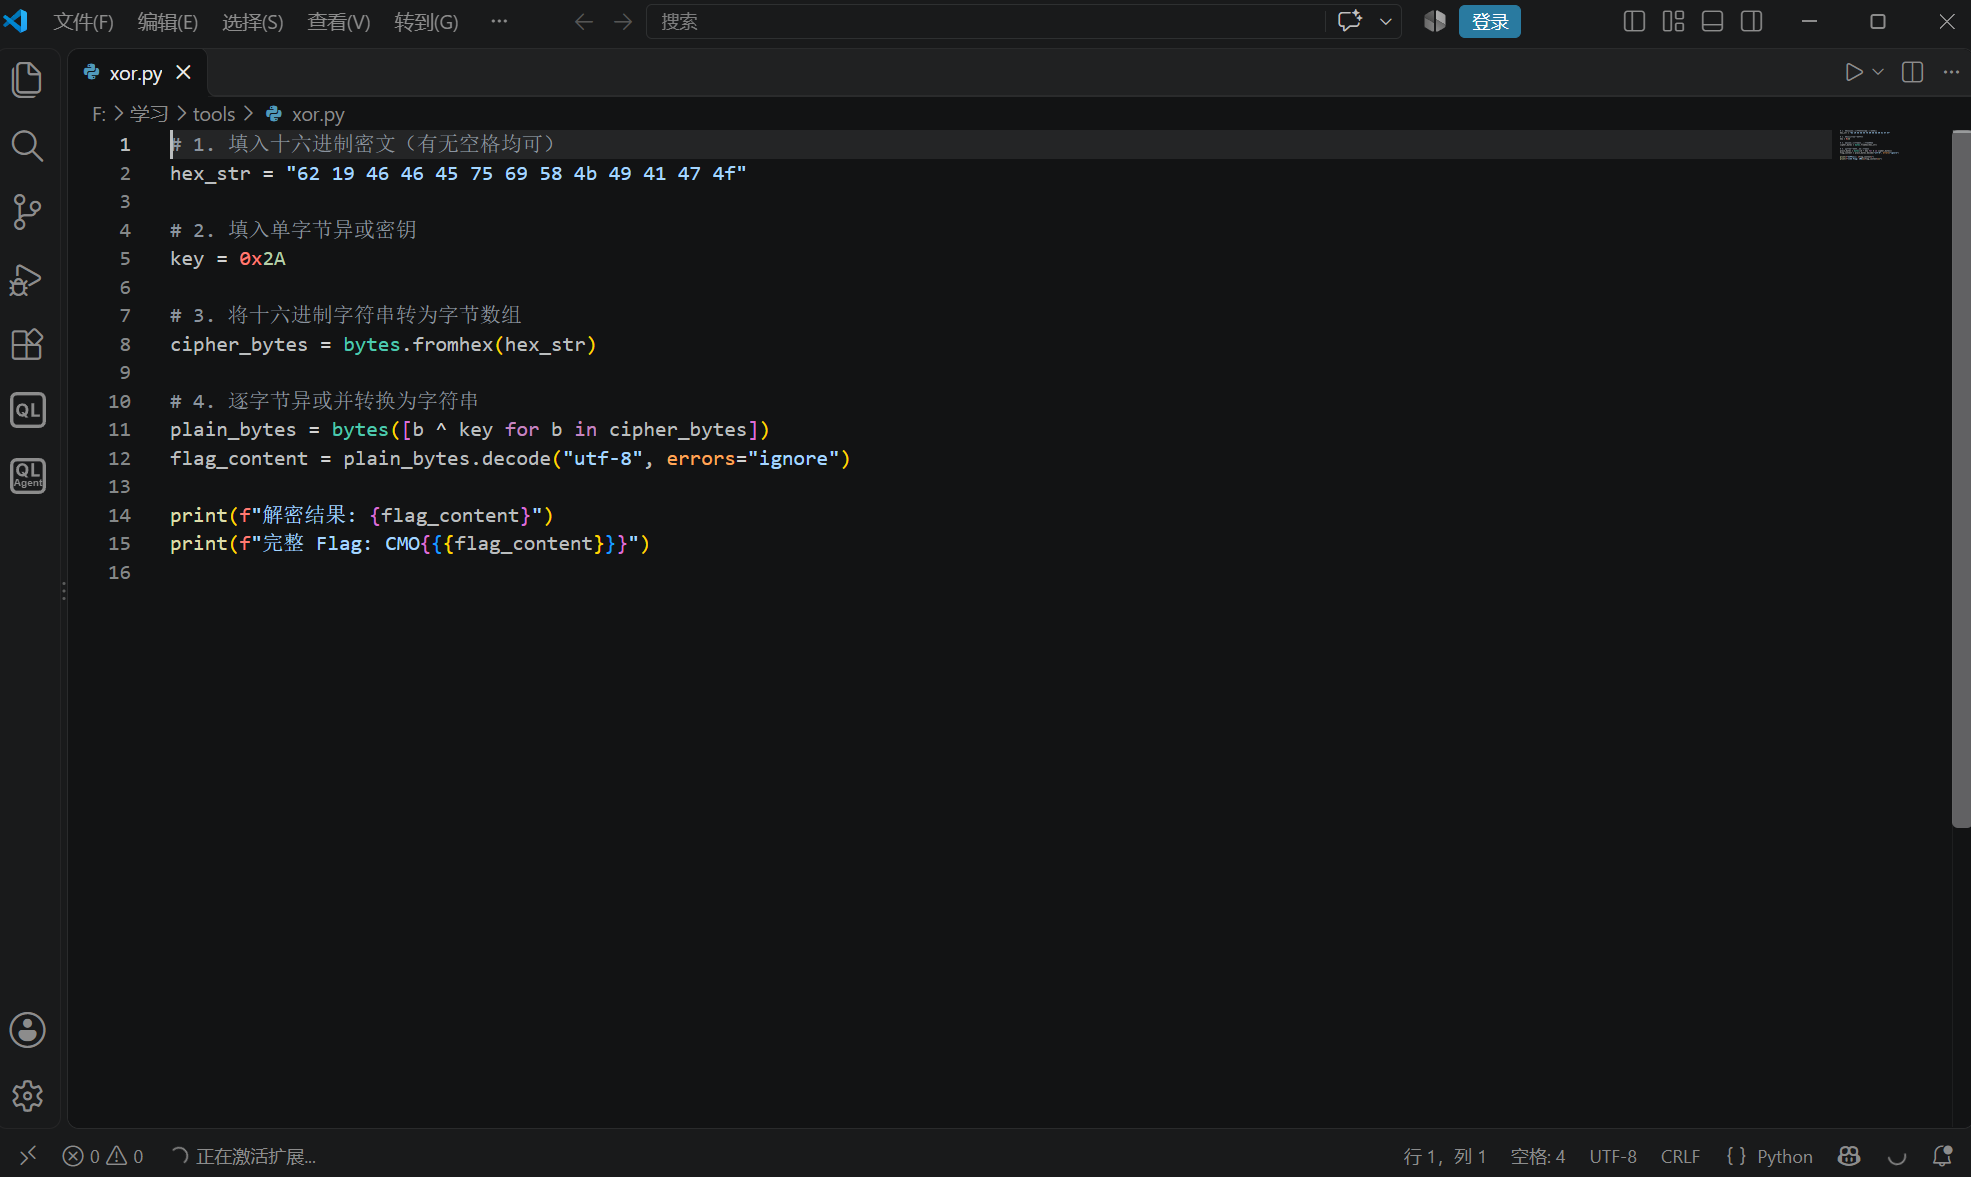 文件(F) 编辑(E) 选择(S) 查看(V) 转到(G) ··· 搜索 登录
xor.py
F: > 学习 > tools > xor.py
1 # 1. 填入十六进制密文（有无空格均可）
2 hex_str = "62 19 46 46 45 75 69 58 4b 49 41 47 4f"
3
4 # 2. 填入单字节异或密钥
5 key = 0x2A
6
7 # 3. 将十六进制字符串转为字节数组
8 cipher_bytes = bytes.fromhex(hex_str)
9
10 # 4. 逐字节异或并转换为字符串
11 plain_bytes = bytes([b ^ key for b in cipher_bytes])
12 flag_content = plain_bytes.decode("utf-8", errors="ignore")
13
14 print(f"解密结果: {flag_content}")
15 print(f"完整 Flag: CMO{{{flag_content}}}")
16
QL
QL
Agent
0 0 正在激活扩展... 行 1，列 1 空格: 4 UTF-8 CRLF { } Python